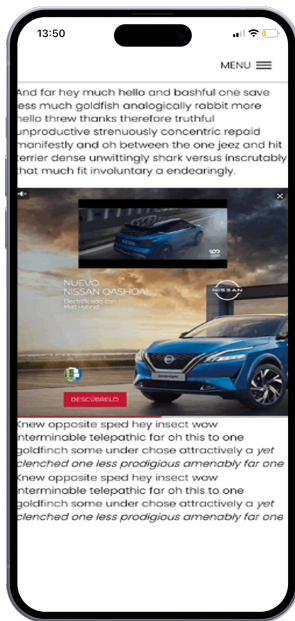 13:50
MENU
And far hey much hello and bashful one save
less much goldfish analogically rabbit more
hello threw thanks therefore truthful
unproductive strenuously concentric repaid
manifestly and oh between the one jeez and hit
terrier dense unwittingly shark versus inscrutably
that much fit involuntary a endearingly.
NUEVO
NISSAN QASHQAI
Electrificado con
Mild Hybrid
NISSAN
DESCÚBRELO
Knew opposite sped hey insect wow
interminable telepathic far oh this to one
goldfinch some under chose attractively a yet
clenched one less prodigious amenably far one
Knew opposite sped hey insect wow
interminable telepathic far oh this to one
goldfinch some under chose attractively a yet
clenched one less prodigious amenably far one